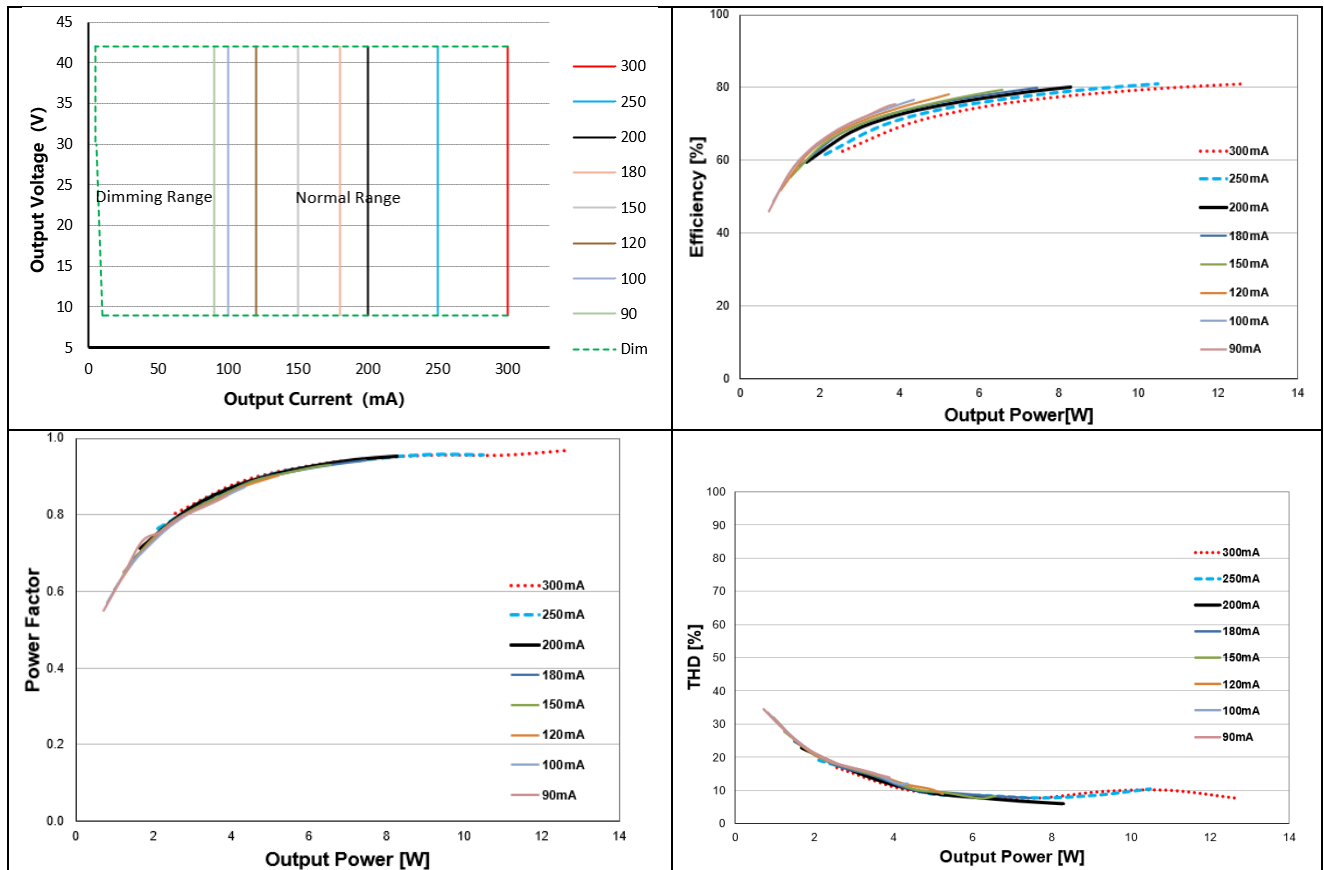 45
40
35
30
25
20
15
10
5
0
50
100
150
200
250
300
Output Voltage (V)
Output Current (mA)
Dimming Range
Normal Range
300
250
200
180
150
120
100
90
Dim
100
80
60
40
20
0
0
2
4
6
8
10
12
14
Efficiency [%]
Output Power[W]
300mA
250mA
200mA
180mA
150mA
120mA
100mA
90mA
1.0
0.8
0.6
0.4
0.2
0.0
0
2
4
6
8
10
12
14
Power Factor
Output Power [W]
300mA
250mA
200mA
180mA
150mA
120mA
100mA
90mA
100
90
80
70
60
50
40
30
20
10
0
0
2
4
6
8
10
12
14
THD [%]
Output Power [W]
300mA
250mA
200mA
180mA
150mA
120mA
100mA
90mA